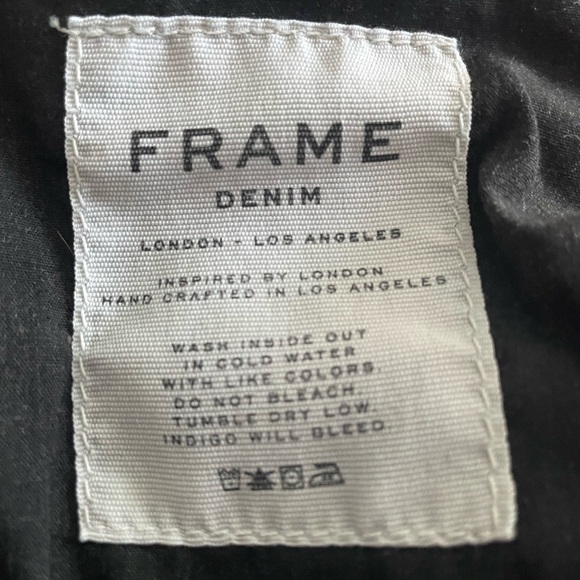 FRAME
DENIM
LONDON - LOS ANGELES
INSPIRED BY LONDON
HAND CRAFTED IN LOS ANGELES
WASH INSIDE OUT
IN COLD WATER
WITH LIKE COLORS.
DO NOT BLEACH.
TUMBLE DRY LOW.
INDIGO WILL BLEED